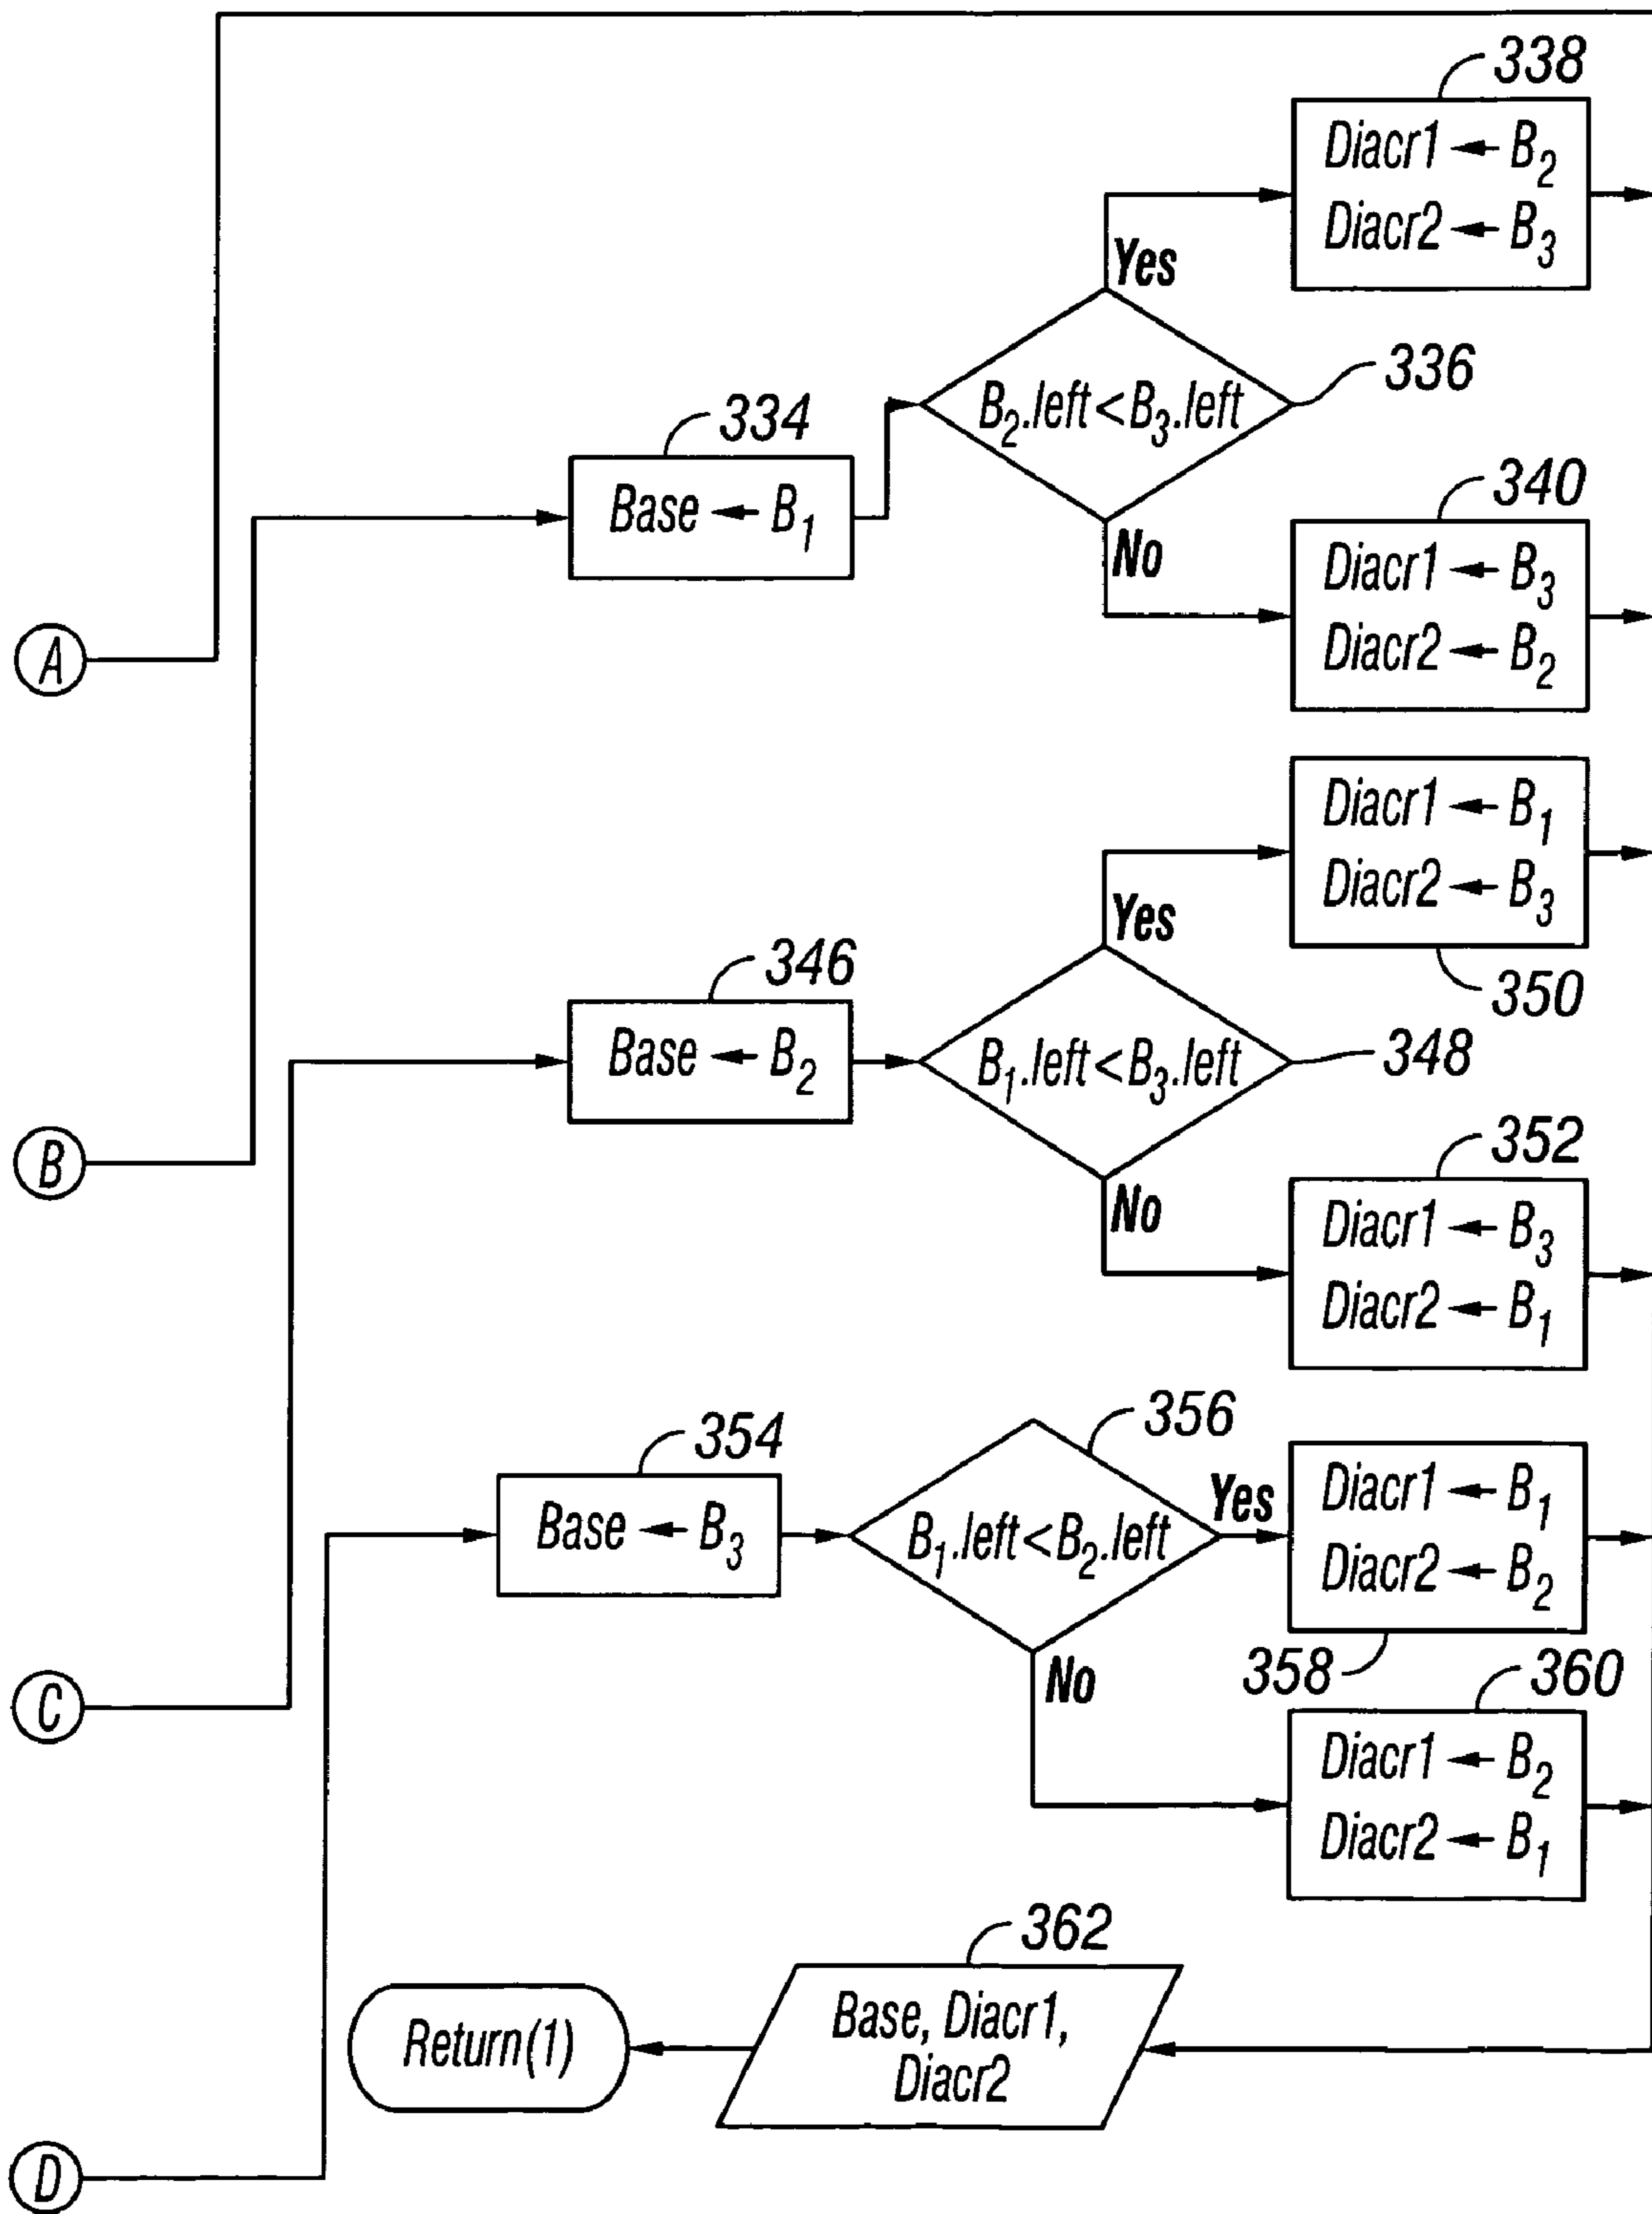 338
Diacr1 ← B₂
Diacr2 ← B₃
Yes
336
B₂.left<B₃.left
334
Base ← B₁
No
340
Diacr1 ← B₃
Diacr2 ← B₂
A
Diacr1 ← B₁
Diacr2 ← B₃
350
Yes
346
Base ← B₂
B₁.left<B₃.left
348
B
No
352
Diacr1 ← B₃
Diacr2 ← B₁
354
Base ← B₃
356
B₁.left<B₂.left
Yes
Diacr1 ← B₁
Diacr2 ← B₂
358
No
360
Diacr1 ← B₂
Diacr2 ← B₁
C
362
Base, Diacr1,
Diacr2
Return(1)
D